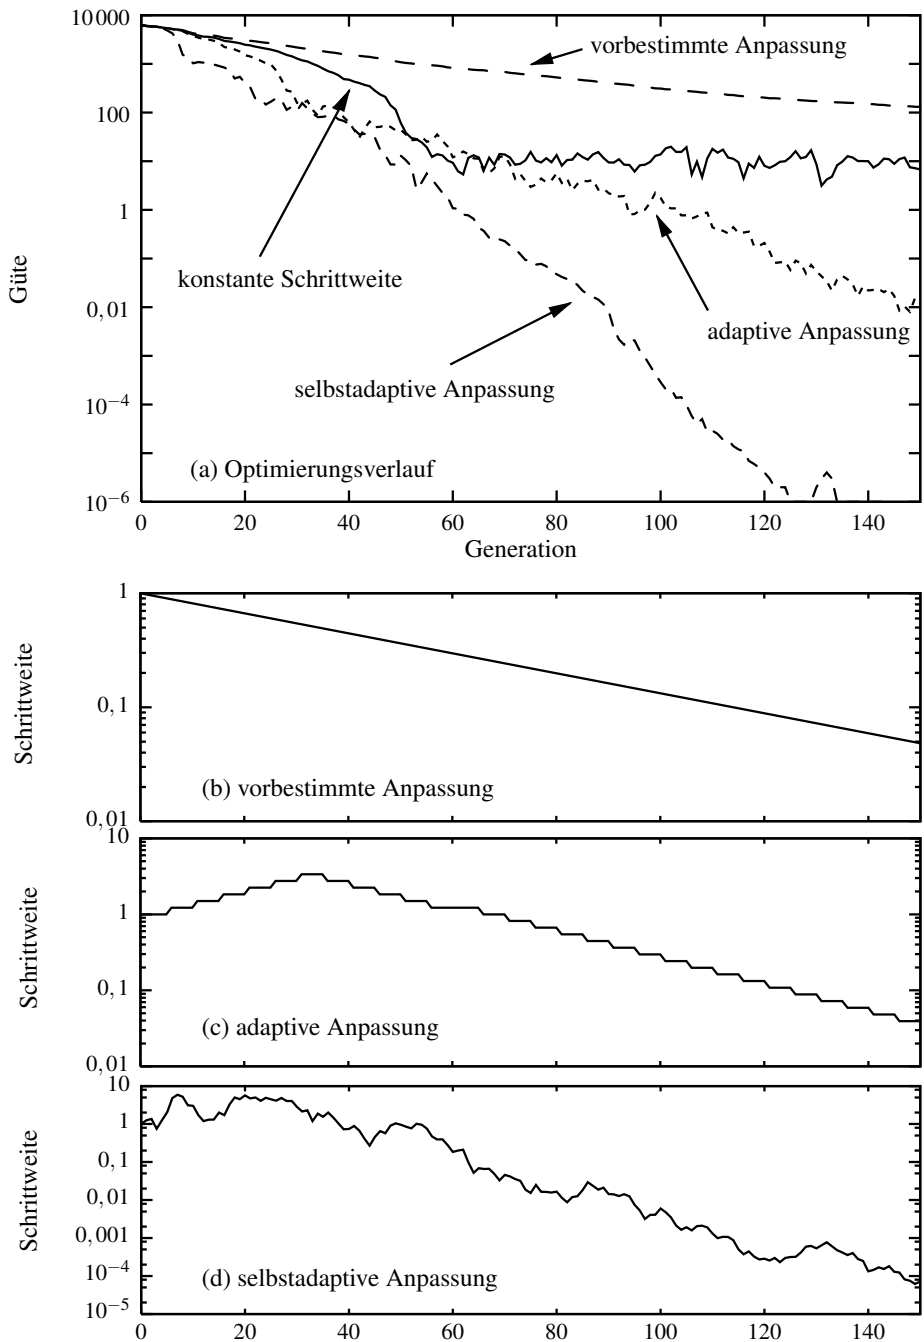 10 000
vorbestimmte Anpassung
100
1
Güte
konstante Schrittweite
0,01
adaptive Anpassung
selbstadaptive Anpassung
10−4
(a) Optimierungsverlauf
10−6
0 20 40 60 80 100 120 140
Generation
1
Schrittweite
0,1
(b) vorbestimmte Anpassung
0,01
10
Schrittweite
1
0,1
(c) adaptive Anpassung
0,01
10
Schrittweite
1
0,1
0,01
0,001
10−4
(d) selbstadaptive Anpassung
10−5
0 20 40 60 80 100 120 140